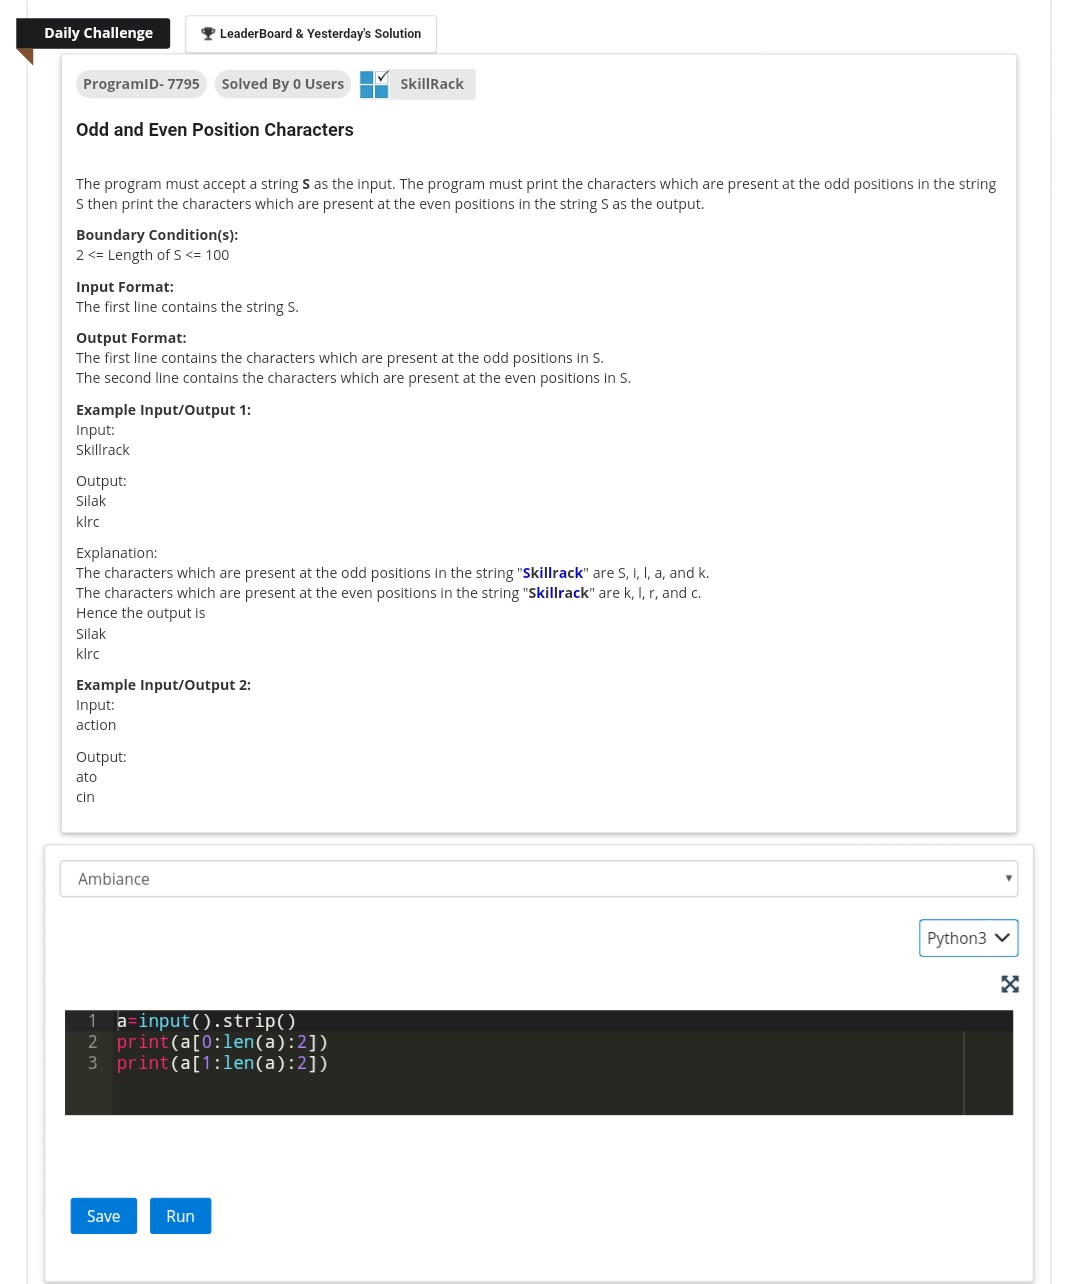 Daily Challenge
LeaderBoard & Yesterday's Solution
ProgramID- 7795
Solved By 0 Users
SkillRack
Odd and Even Position Characters
The program must accept a string S as the input. The program must print the characters which are present at the odd positions in the string
S then print the characters which are present at the even positions in the string S as the output.
Boundary Condition(s):
2 <= Length of S <= 100
Input Format:
The first line contains the string S.
Output Format:
The first line contains the characters which are present at the odd positions in S.
The second line contains the characters which are present at the even positions in S.
Example Input/Output 1:
Input:
Skillrack
Output:
Silak
klrc
Explanation:
The characters which are present at the odd positions in the string "Skillrack" are S, i, l, a, and k.
The characters which are present at the even positions in the string "Skillrack" are k, l, r, and c.
Hence the output is
Silak
klrc
Example Input/Output 2:
Input:
action
Output:
ato
cin
Ambiance
Python3
1 a=input().strip()
2 print(a[0:len(a):2])
3 print(a[1:len(a):2])
Save
Run